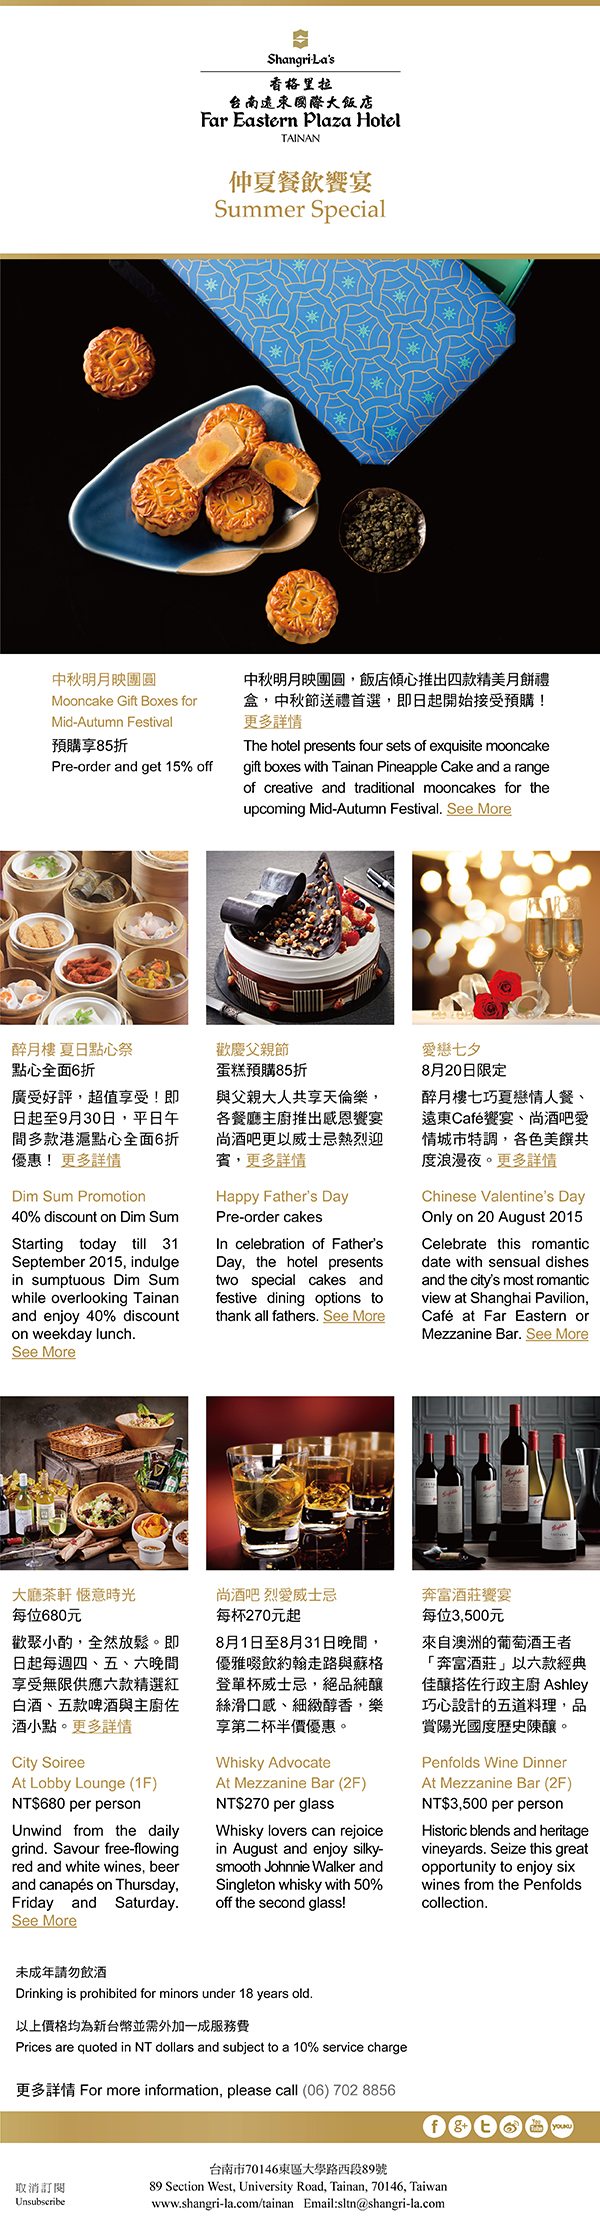 Shangri-La's
香格里拉
台南遠東國際大飯店
Far Eastern Plaza Hotel
TAINAN
仲夏餐飲饗宴
Summer Special
中秋明月映團圓
Mooncake Gift Boxes for
Mid-Autumn Festival
預購享85折
Pre-order and get 15% off
中秋明月映團圓，飯店傾心推出四款精美月餅禮
盒，中秋節送禮首選，即日起開始接受預購！
更多詳情
The hotel presents four sets of exquisite mooncake
gift boxes with Tainan Pineapple Cake and a range
of creative and traditional mooncakes for the
upcoming Mid-Autumn Festival. See More
醉月樓 夏日點心祭
點心全面6折
廣受好評，超值享受！即
日起至9月30日，平日午
間多款港滬點心全面6折
優惠！ 更多詳情
Dim Sum Promotion
40% discount on Dim Sum
Starting today till 31
September 2015, indulge
in sumptuous Dim Sum
while overlooking Tainan
and enjoy 40% discount
on weekday lunch.
See More
歡慶父親節
蛋糕預購85折
與父親大人共享天倫樂，
各餐廳主廚推出感恩饗宴
尚酒吧更以威士忌熱烈迎
賓，更多詳情
Happy Father's Day
Pre-order cakes
In celebration of Father's
Day, the hotel presents
two special cakes and
festive dining options to
thank all fathers. See More
愛戀七夕
8月20日限定
醉月樓七巧夏戀情人餐、
遠東Café饗宴、尚酒吧愛
情城市特調，各色美饌共
度浪漫夜。更多詳情
Chinese Valentine's Day
Only on 20 August 2015
Celebrate this romantic
date with sensual dishes
and the city's most romantic
view at Shanghai Pavilion,
Café at Far Eastern or
Mezzanine Bar. See More
大廳茶軒 愜意時光
每位680元
歡聚小酌，全然放鬆。即
日起每週四、五、六晚間
享受無限供應六款精選紅
白酒、五款啤酒與主廚佐
酒小點。更多詳情
City Soiree
At Lobby Lounge (1F)
NT$680 per person
Unwind from the daily
grind. Savour free-flowing
red and white wines, beer
and canapés on Thursday,
Friday and Saturday.
See More
尚酒吧 烈愛威士忌
每杯270元起
8月1日至8月31日晚間，
優雅啜飲約翰走路與蘇格
登單杯威士忌，絕品純釀
絲滑口感、細緻醇香，樂
享第二杯半價優惠。
Whisky Advocate
At Mezzanine Bar (2F)
NT$270 per glass
Whisky lovers can rejoice
in August and enjoy silky-
smooth Johnnie Walker and
Singleton whisky with 50%
off the second glass!
奔富酒莊饗宴
每位3,500元
來自澳洲的葡萄酒王者
「奔富酒莊」以六款經典
佳釀搭佐行政主廚 Ashley
巧心設計的五道料理，品
賞陽光國度歷史陳釀。
Penfolds Wine Dinner
At Mezzanine Bar (2F)
NT$3,500 per person
Historic blends and heritage
vineyards. Seize this great
opportunity to enjoy six
wines from the Penfolds
collection.
未成年請勿飲酒
Drinking is prohibited for minors under 18 years old.
以上價格均為新台幣並需外加一成服務費
Prices are quoted in NT dollars and subject to a 10% service charge
更多詳情 For more information, please call (06) 702 8856
f g+ t You Tube YOUKU
台南市70146東區大學路西段89號
89 Section West, University Road, Tainan, 70146, Taiwan
www.shangri-la.com/tainan Email:sltn@shangri-la.com
取消訂閱
Unsubscribe